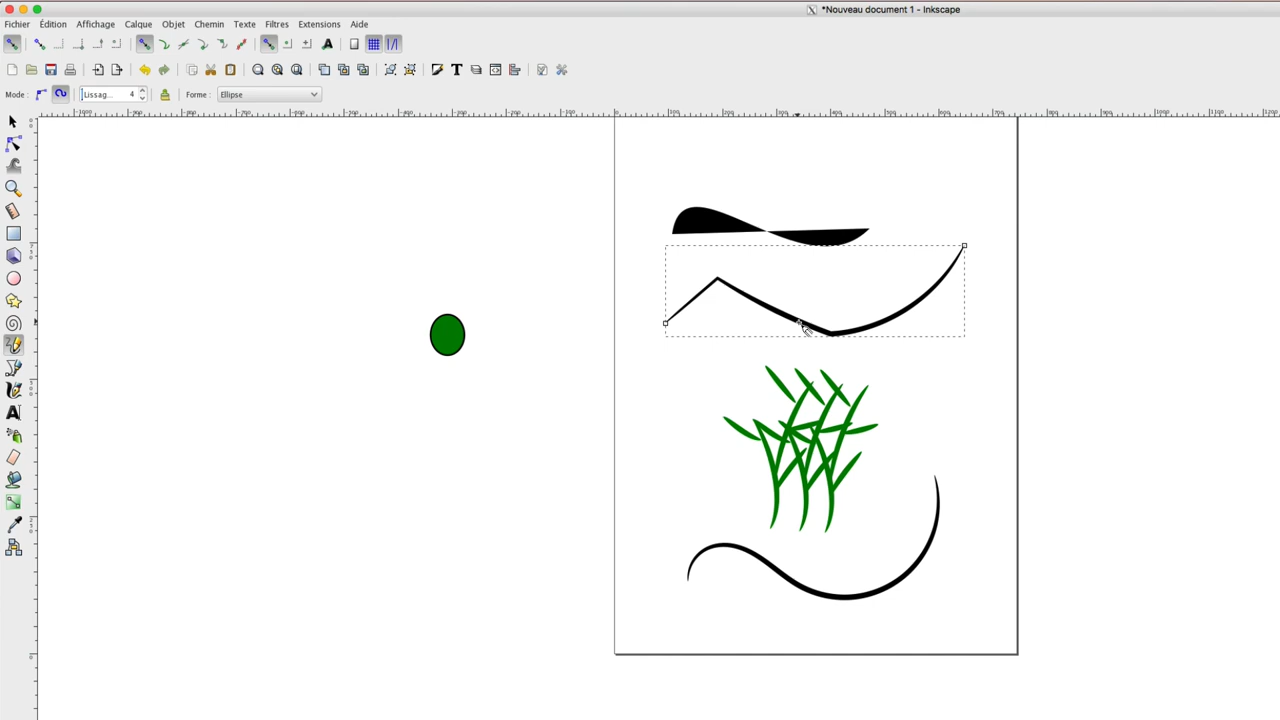 *Nouveau document 1 - Inkscape
Fichier Édition Affichage Calque Objet Chemin Texte Filtres Extensions Aide
Mode : Lissag... 4 Forme : Ellipse